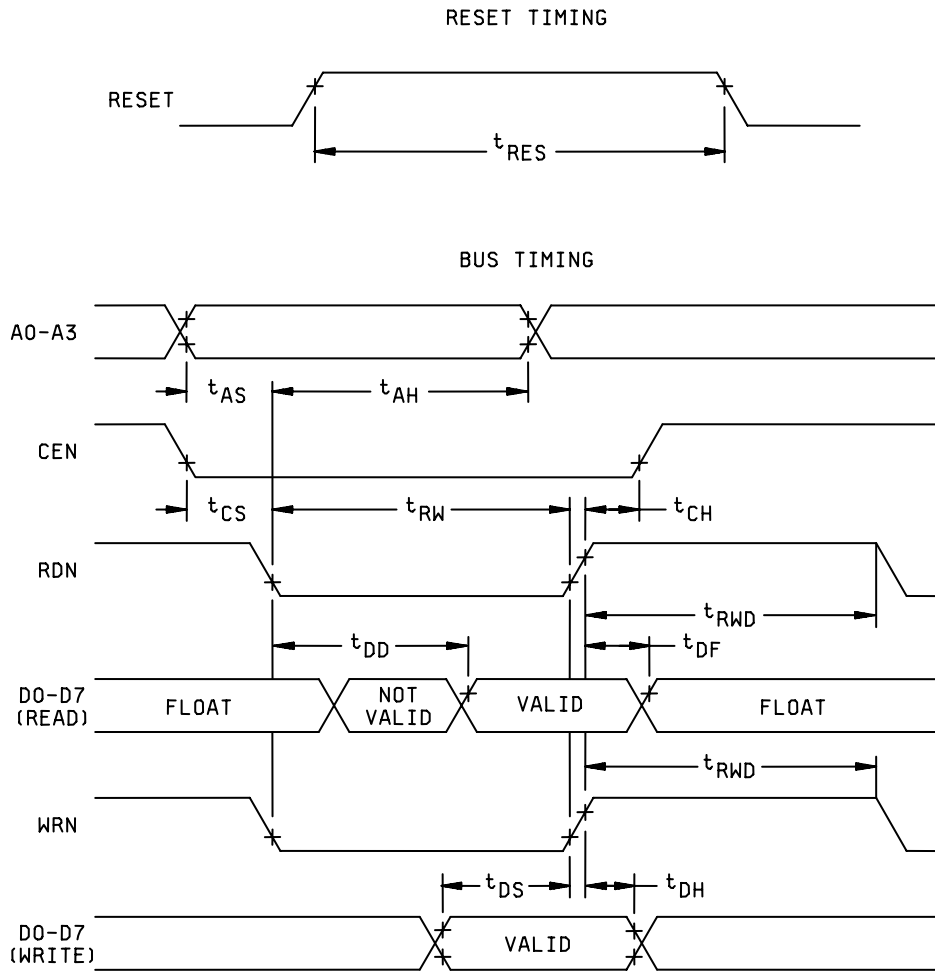 RESET TIMING
RESET
tRES
BUS TIMING
A0-A3
tAS
tAH
CEN
tCS
tRW
tCH
RDN
tRWD
tDD
tDF
D0-D7
(READ)
FLOAT
NOT
VALID
VALID
FLOAT
tRWD
WRN
tDS
tDH
D0-D7
(WRITE)
VALID